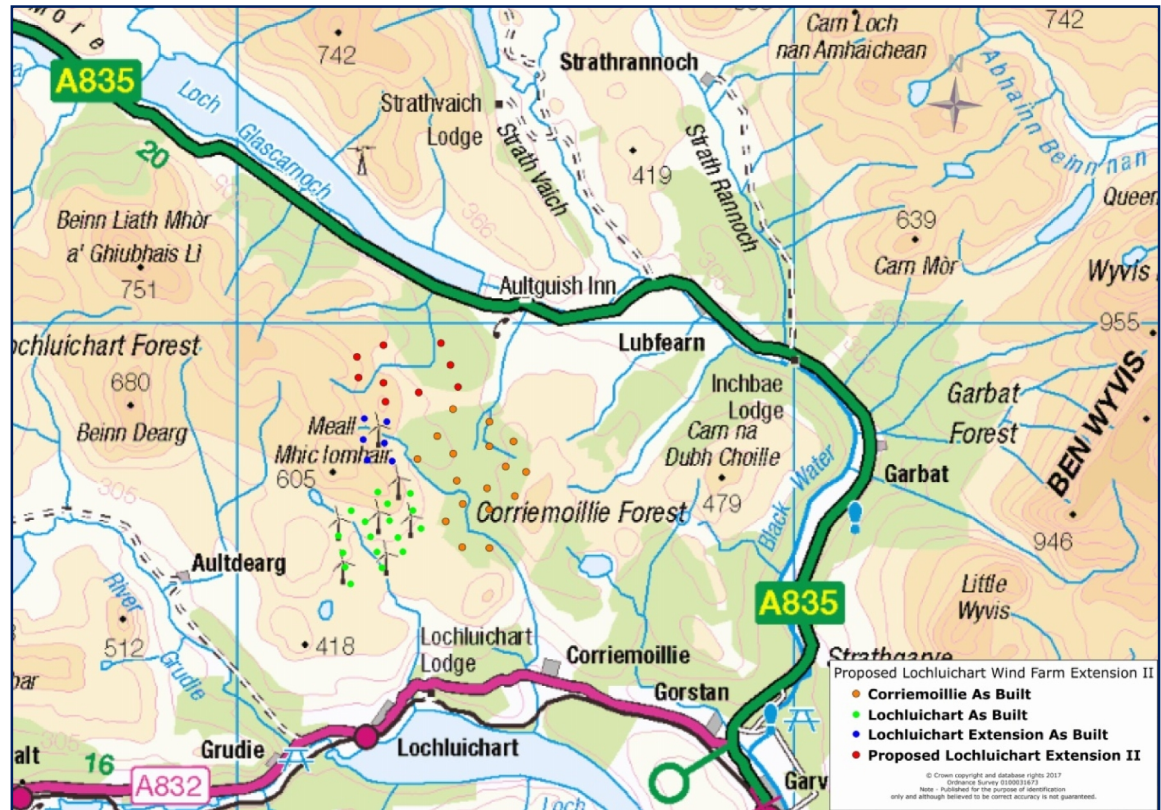 More
742
742
Carn Loch
nan Amhaichean
Strathrannoch
A835
Loch
Glascarnoch
Strathvaich
Lodge
Strath Vaich
N
Abhainn Beinn nan
20
419
Strath Rannoch
366
305
Queen
Beinn Liath Mhòr
a' Ghiubhais Lì
751
639
Carn Mòr
Wyvis
Aultguish Inn
955
ochluichart Forest
Lubfearn
680
Beinn Dearg
Inchbae
Lodge
Garbat
Forest
BEN WYVIS
Meall
Mhic Iomhair
605
Carn na
Dubh Choille
479
Garbat
305
Corriemoillie Forest
Black Water
946
Aultdearg
River
Grudie
A835
Little
Wyvis
512
418
Lochluichart
Lodge
Corriemoillie
Strathgarve
bar
Gorstan
Grudie
Lochluichart
alt
305
16
A832
Loch
Garv
Proposed Lochluichart Wind Farm Extension II
Corriemoillie As Built
Lochluichart As Built
Lochluichart Extension As Built
Proposed Lochluichart Extension II
© Crown copyright and database rights 2017
Ordnance Survey 0100031673
Note - Published for the purpose of identification
only and although believed to be correct accuracy is not guaranteed.